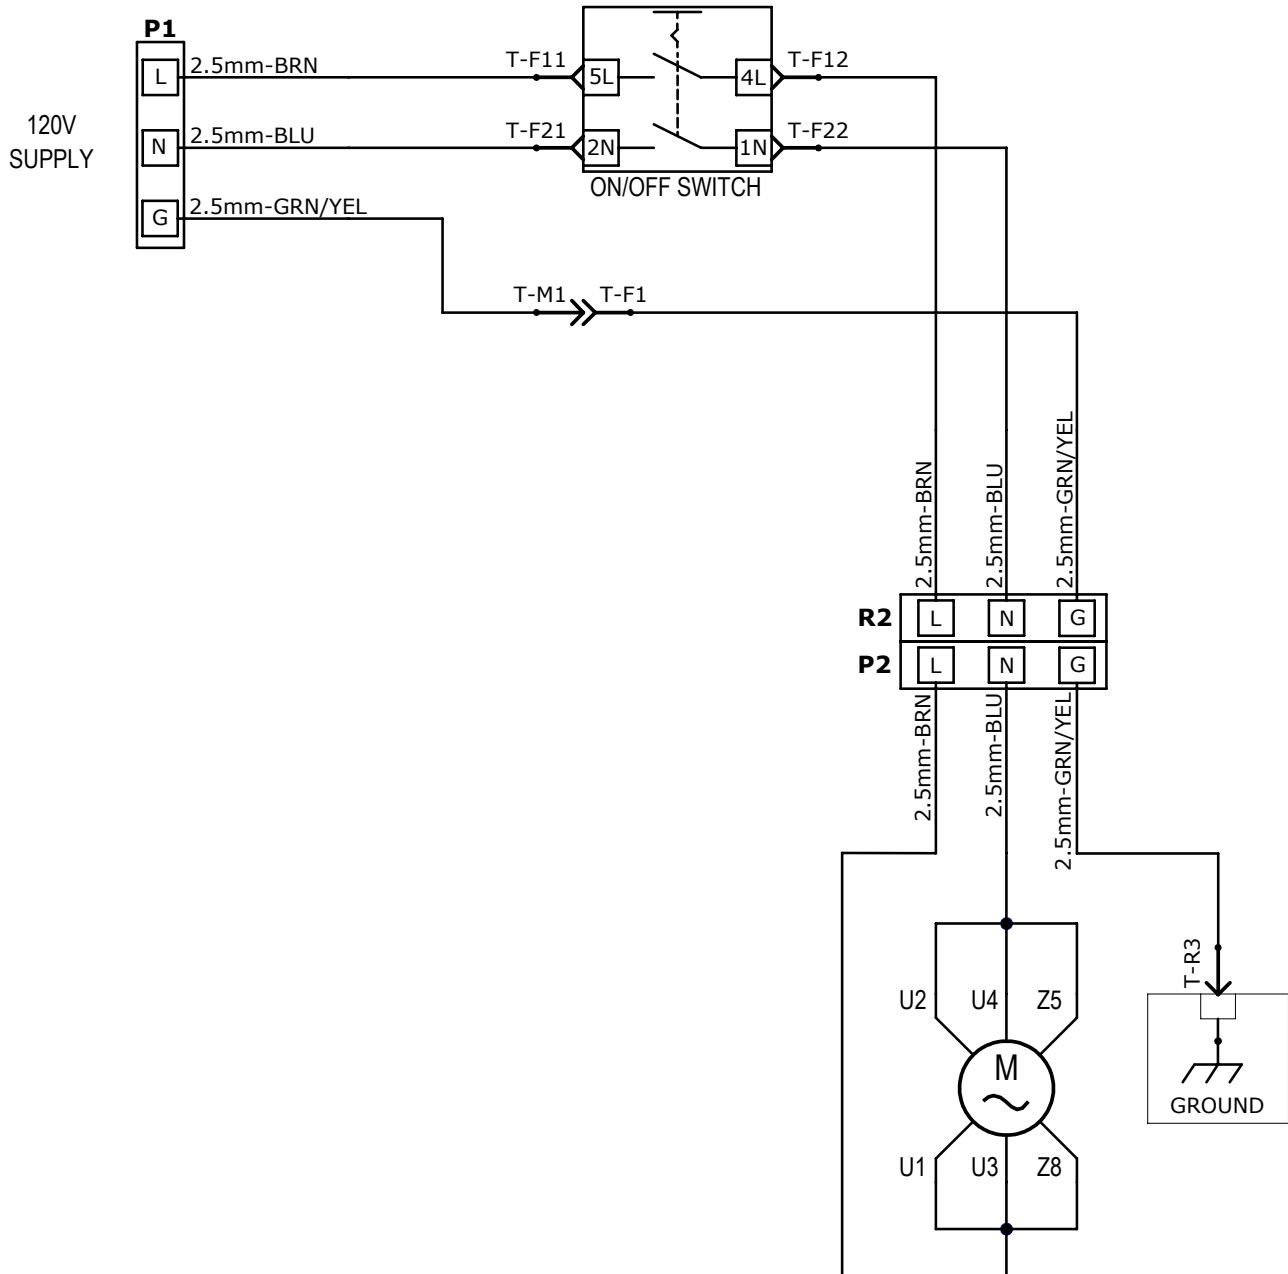 P1
L
2.5mm-BRN
T-F11
5L
4L
T-F12
120V
SUPPLY
N
2.5mm-BLU
T-F21
2N
1N
T-F22
ON/OFF SWITCH
G
2.5mm-GRN/YEL
T-M1
T-F1
2.5mm-BRN
2.5mm-BLU
2.5mm-GRN/YEL
R2
L
N
G
P2
L
N
G
2.5mm-BRN
2.5mm-BLU
2.5mm-GRN/YEL
T-R3
U2
U4
Z5
M
GROUND
U1
U3
Z8